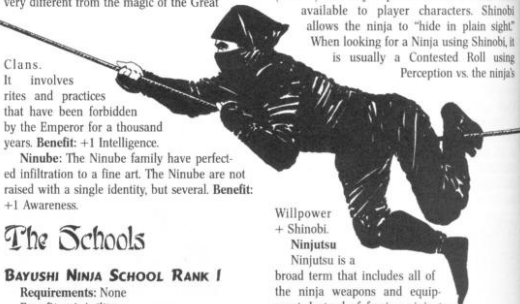 very different from the magic of the Great
Clans.
It involves
rites and practices
that have been forbidden
by the Emperor for a thousand
years. Benefit: +1 Intelligence.
Ninube: The Ninube family have perfect-
ed infiltration to a fine art. The Ninube are not
raised with a single identity, but several. Benefit:
+1 Awareness.
The Schools
BAYUSHI NINJA SCHOOL RANK 1
Requirements: None
available to player characters. Shinobi
allows the ninja to "hide in plain sight."
When looking for a Ninja using Shinobi, it
is usually a Contested Roll using
Perception vs. the ninja's
Willpower
+ Shinobi.
Ninjutsu
Ninjutsu is a
broad term that includes all of
the ninja weapons and equip-